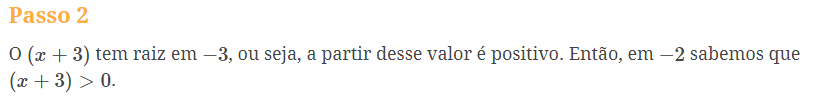 Passo 2
O (x + 3) tem raiz em −3, ou seja, a partir desse valor é positivo. Então, em −2 sabemos que
(x + 3) > 0.